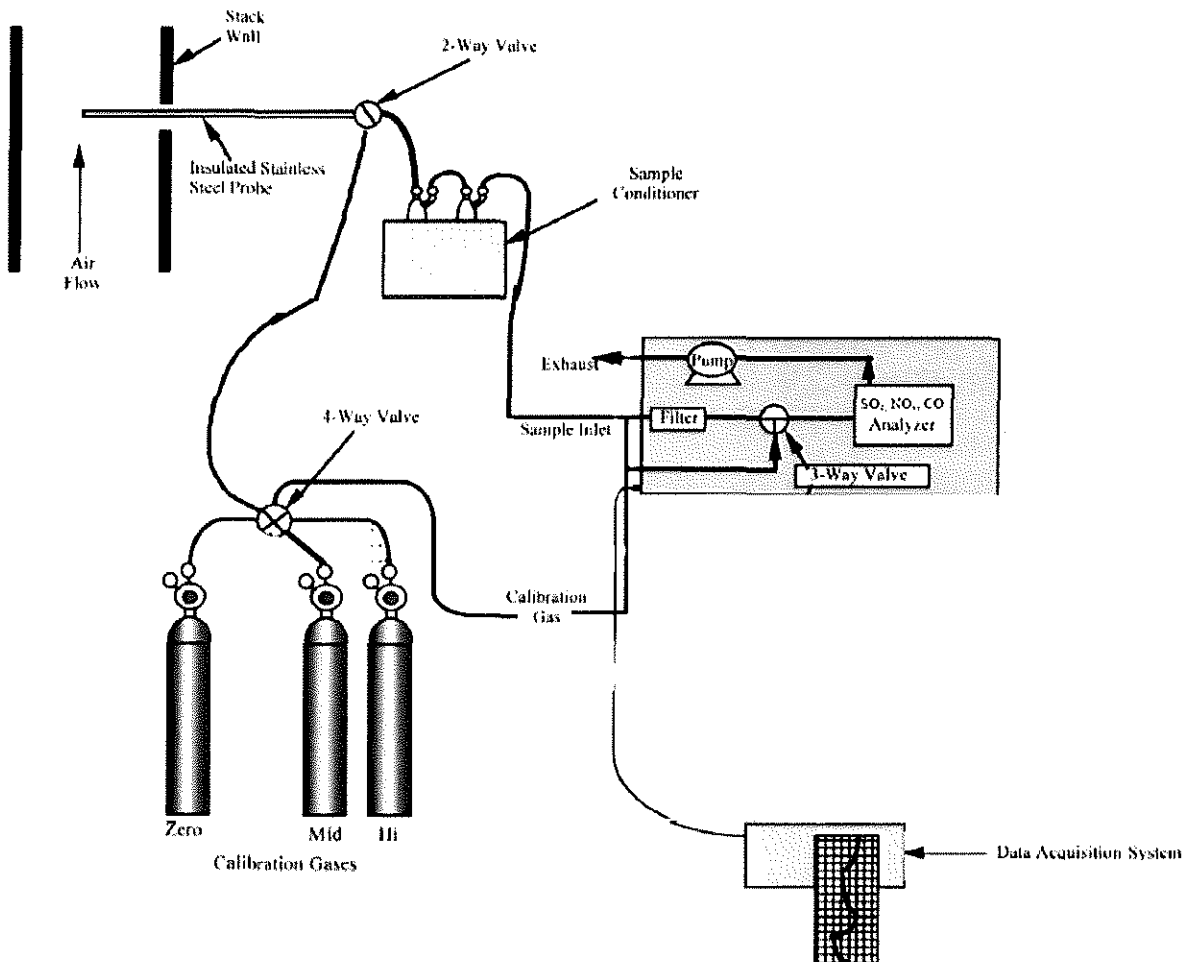 Stack
Wall
2-Way Valve
Insulated Stainless
Steel Probe
Sample
Conditioner
Air
Flow
Exhaust
Pump
SO₂, NOₓ, CO
Analyzer
Filter
Sample Inlet
3-Way Valve
4-Way Valve
Calibration
Gas
Zero
Mid
Hi
Calibration Gases
Data Acquisition System